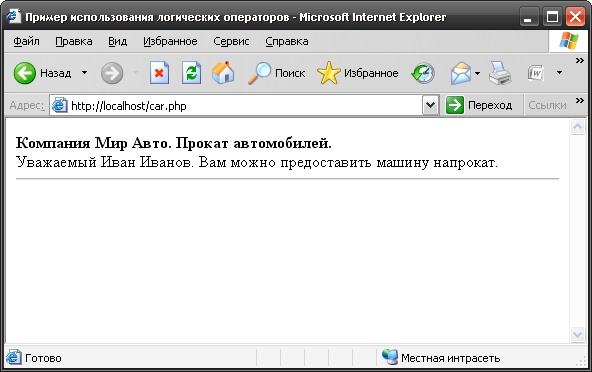 Пример использования логических операторов - Microsoft Internet Explorer
Файл Правка Вид Избранное Сервис Справка
Назад Поиск Избранное W »
Адрес: http://localhost/car.php Переход Ссылки »
Компания Мир Авто. Прокат автомобилей.
Уважаемый Иван Иванов. Вам можно предоставить машину напрокат.
Готово Местная интрасеть